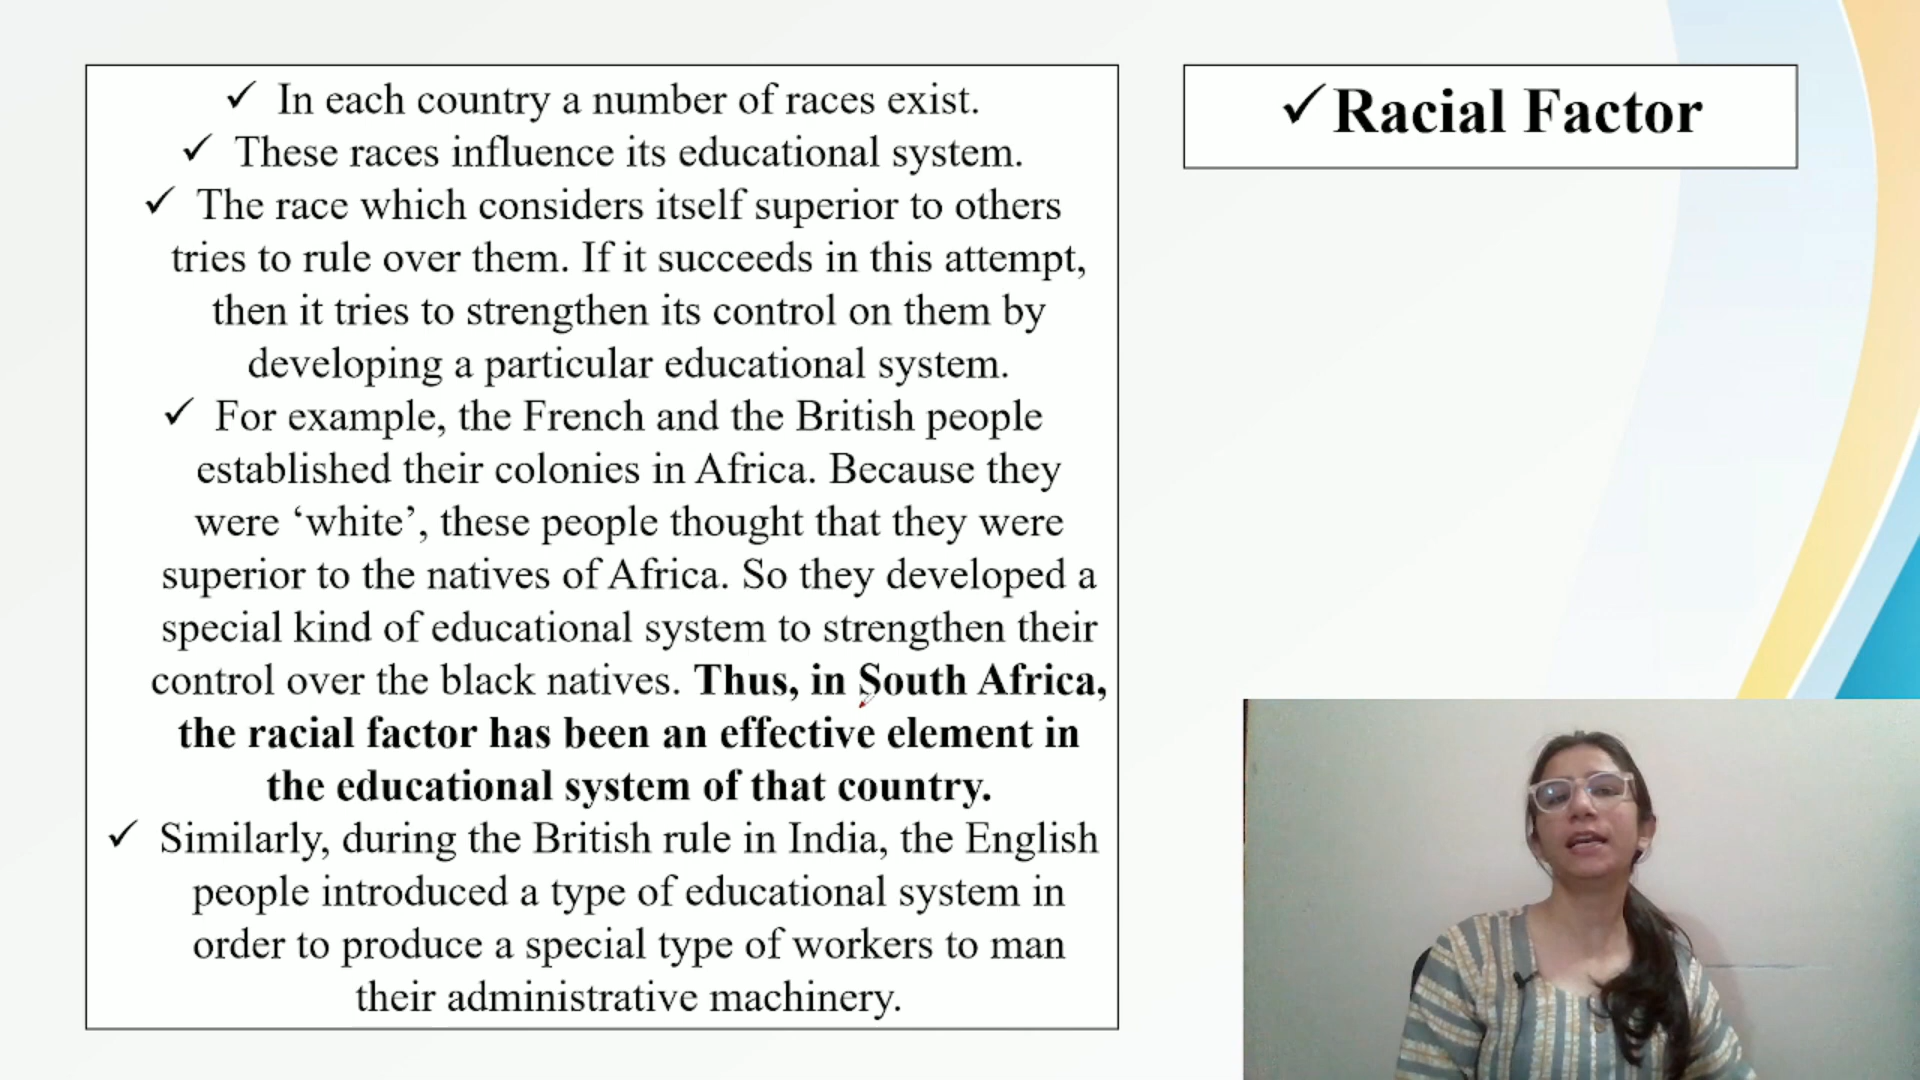 ✓ In each country a number of races exist.
✓ These races influence its educational system.
✓ The race which considers itself superior to others
tries to rule over them. If it succeeds in this attempt,
then it tries to strengthen its control on them by
developing a particular educational system.
✓ For example, the French and the British people
established their colonies in Africa. Because they
were ‘white’, these people thought that they were
superior to the natives of Africa. So they developed a
special kind of educational system to strengthen their
control over the black natives. Thus, in South Africa,
the racial factor has been an effective element in
the educational system of that country.
✓ Similarly, during the British rule in India, the English
people introduced a type of educational system in
order to produce a special type of workers to man
their administrative machinery.
✓Racial Factor